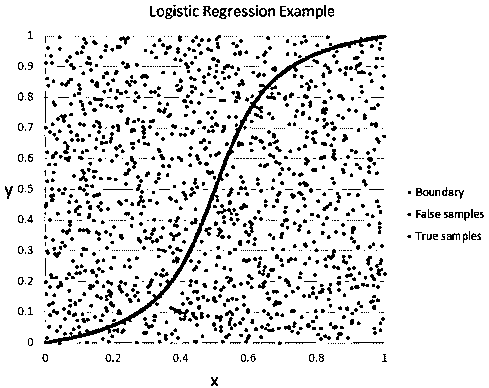 Logistic Regression Example
1
0.9
0.8
0.7
0.6
0.5
0.4
0.3
0.2
0.1
0
y
0 0.2 0.4 0.6 0.8 1
x
Boundary
False samples
True samples